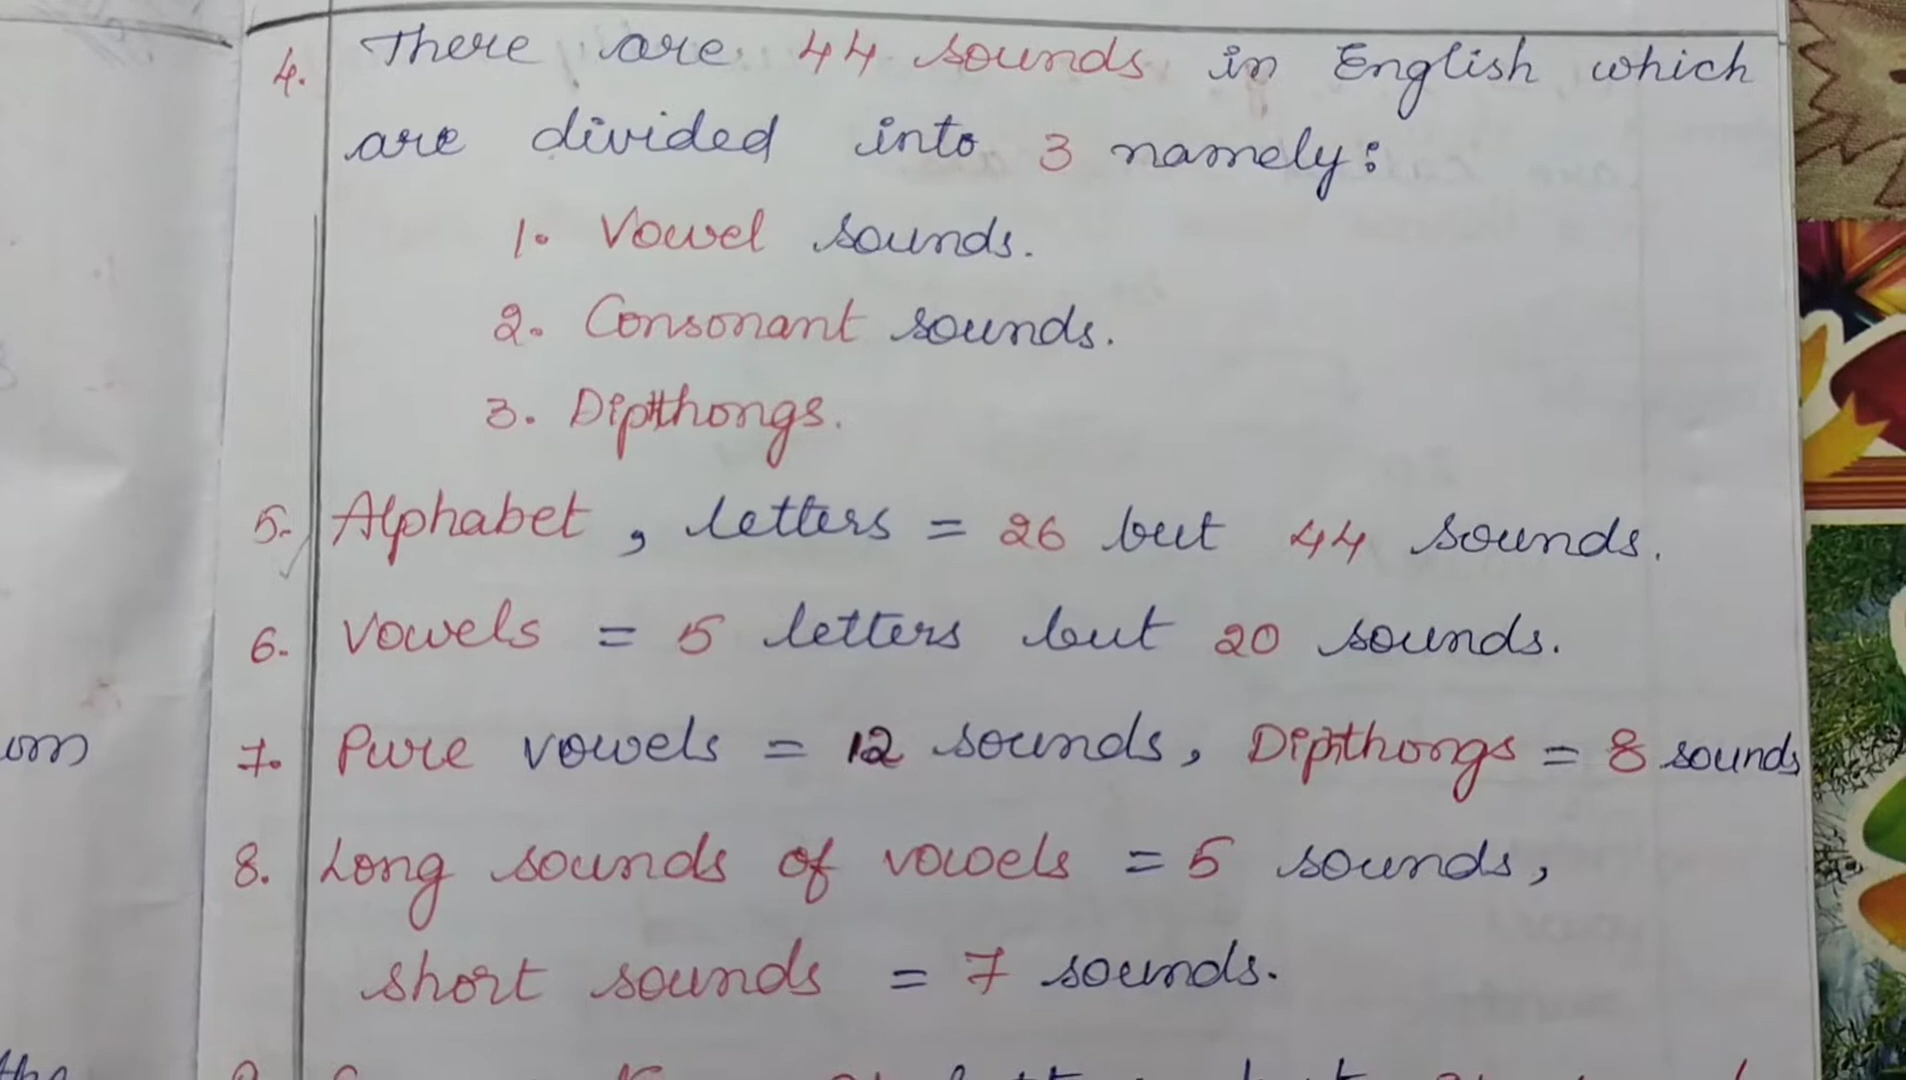 4. There are 44 sounds in English which
are divided into 3 namely:
1. Vowel sounds.
2. Consonant sounds.
3. Dipthongs.
5. Alphabet, letters = 26 but 44 sounds.
6. Vowels = 5 letters but 20 sounds.
7. Pure vowels = 12 sounds, Dipthongs = 8 sounds
8. Long sounds of vowels = 5 sounds,
short sounds = 7 sounds.